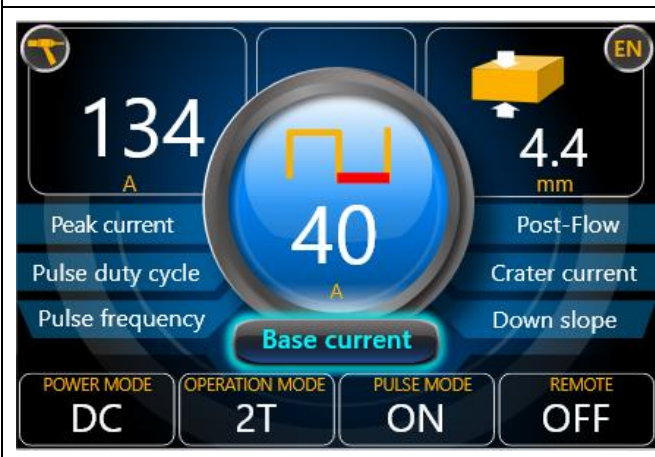 EN
134
A
4.4
mm
40
A
Peak current
Pulse duty cycle
Pulse frequency
Base current
Post-Flow
Crater current
Down slope
POWER MODE
DC
OPERATION MODE
2T
PULSE MODE
ON
REMOTE
OFF